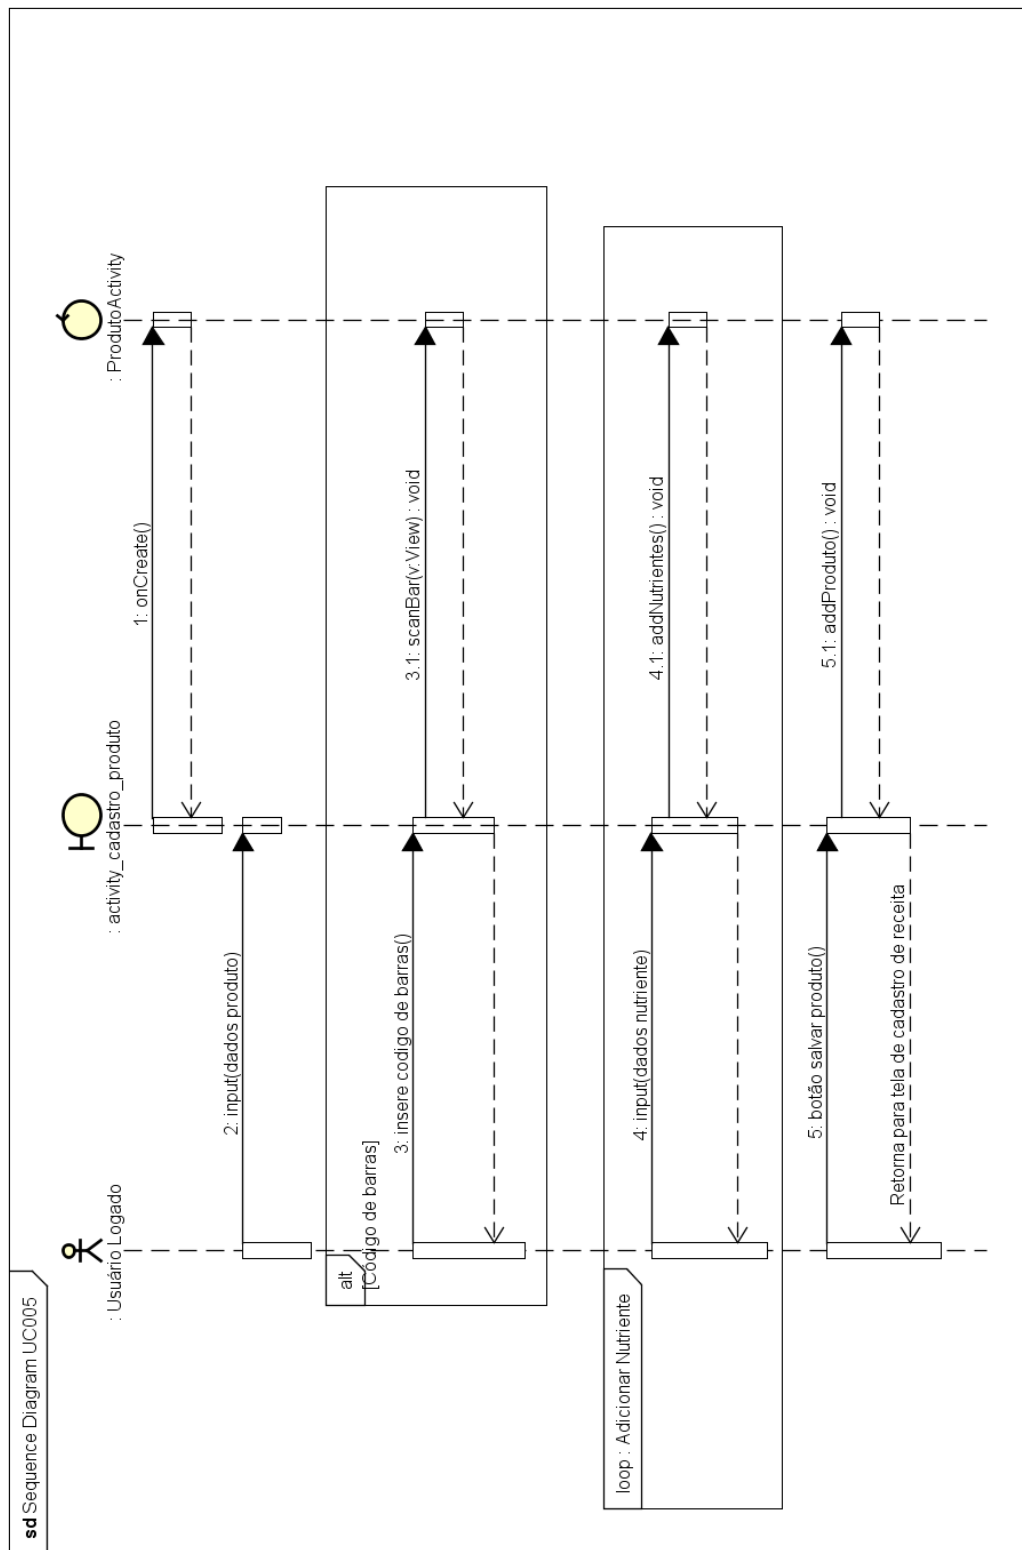 sd Sequence Diagram UC005
: Usuário Logado
: activity_cadastro_produto
: ProdutoActivity
1: onCreate()
2: input(dados produto)
alt
[Código de barras]
3: insere codigo de barras()
3.1: scanBar(v:View) : void
loop : Adicionar Nutriente
4: input(dados nutriente)
4.1: addNutrientes() : void
5: botão salvar produto()
5.1: addProduto() : void
Retorna para tela de cadastro de receita